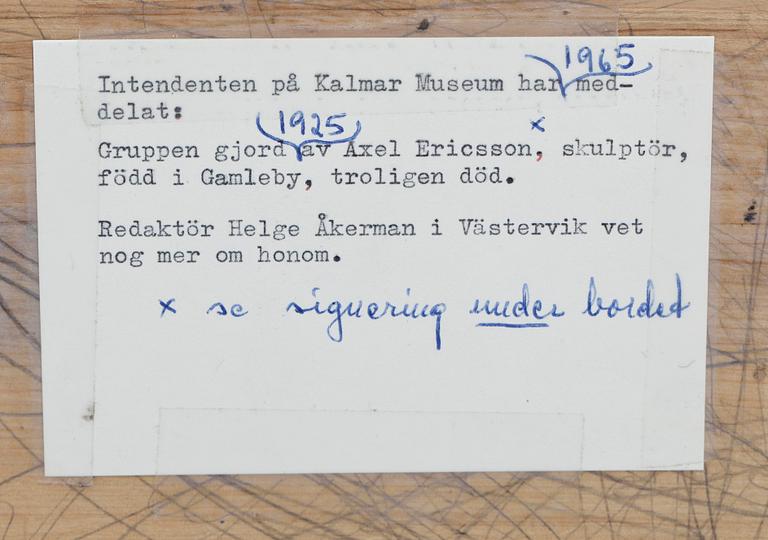 1965
Intendenten på Kalmar Museum har med-
delat:
1925
x
Gruppen gjord av Axel Ericsson, skulptör,
född i Gamleby, troligen död.
Redaktör Helge Åkerman i Västervik vet
nog mer om honom.
x se signering under bordet